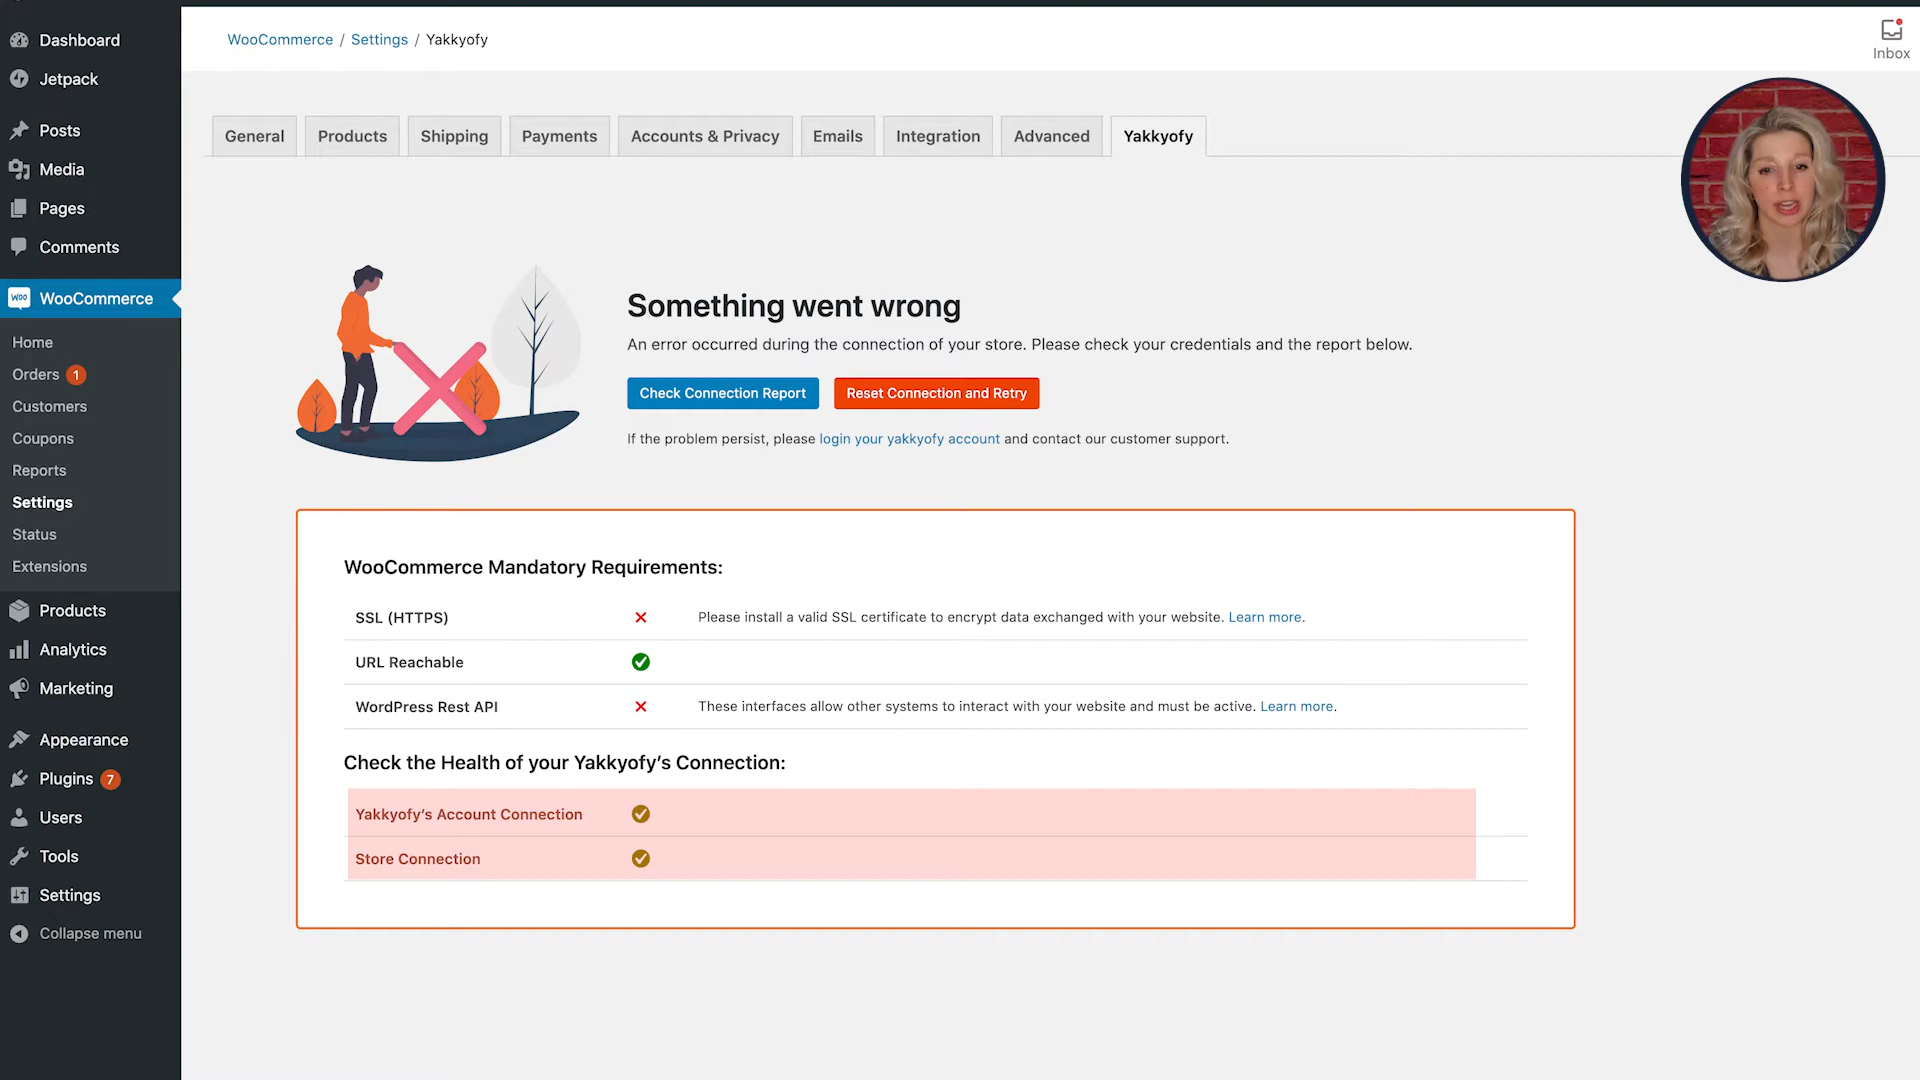 Dashboard
Jetpack
Posts
Media
Pages
Comments
WOO WooCommerce
Home
Orders 1
Customers
Coupons
Reports
Settings
Status
Extensions
Products
Analytics
Marketing
Appearance
Plugins 7
Users
Tools
Settings
Collapse menu
WooCommerce / Settings / Yakkyofy
Inbox
General Products Shipping Payments Accounts & Privacy Emails Integration Advanced Yakkyofy
Something went wrong
An error occurred during the connection of your store. Please check your credentials and the report below.
Check Connection Report Reset Connection and Retry
If the problem persist, please login your yakkyofy account and contact our customer support.
WooCommerce Mandatory Requirements:
SSL (HTTPS) Please install a valid SSL certificate to encrypt data exchanged with your website. Learn more.
URL Reachable
WordPress Rest API These interfaces allow other systems to interact with your website and must be active. Learn more.
Check the Health of your Yakkyofy’s Connection:
Yakkyofy’s Account Connection
Store Connection